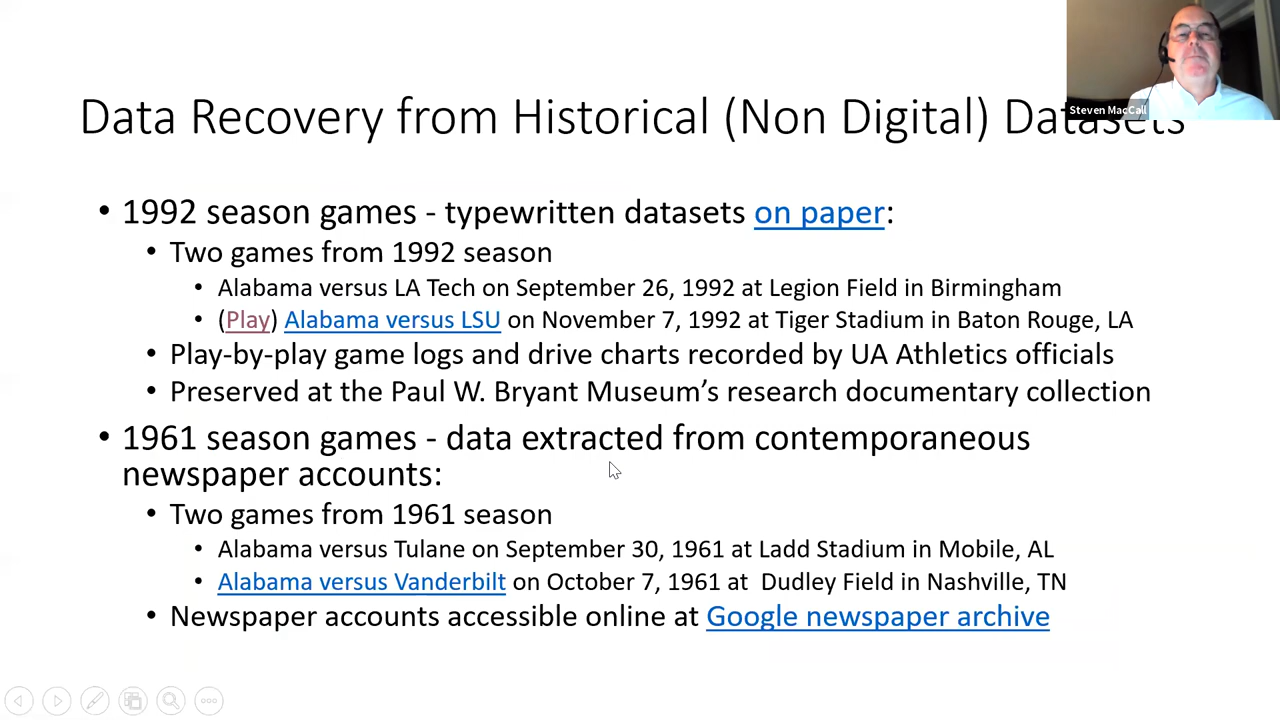 Data Recovery from Historical (Non Digital) Datasets
Steven MacCall
• 1992 season games - typewritten datasets on paper:
• Two games from 1992 season
• Alabama versus LA Tech on September 26, 1992 at Legion Field in Birmingham
• (Play) Alabama versus LSU on November 7, 1992 at Tiger Stadium in Baton Rouge, LA
• Play-by-play game logs and drive charts recorded by UA Athletics officials
• Preserved at the Paul W. Bryant Museum’s research documentary collection
• 1961 season games - data extracted from contemporaneous
newspaper accounts:
• Two games from 1961 season
• Alabama versus Tulane on September 30, 1961 at Ladd Stadium in Mobile, AL
• Alabama versus Vanderbilt on October 7, 1961 at Dudley Field in Nashville, TN
• Newspaper accounts accessible online at Google newspaper archive